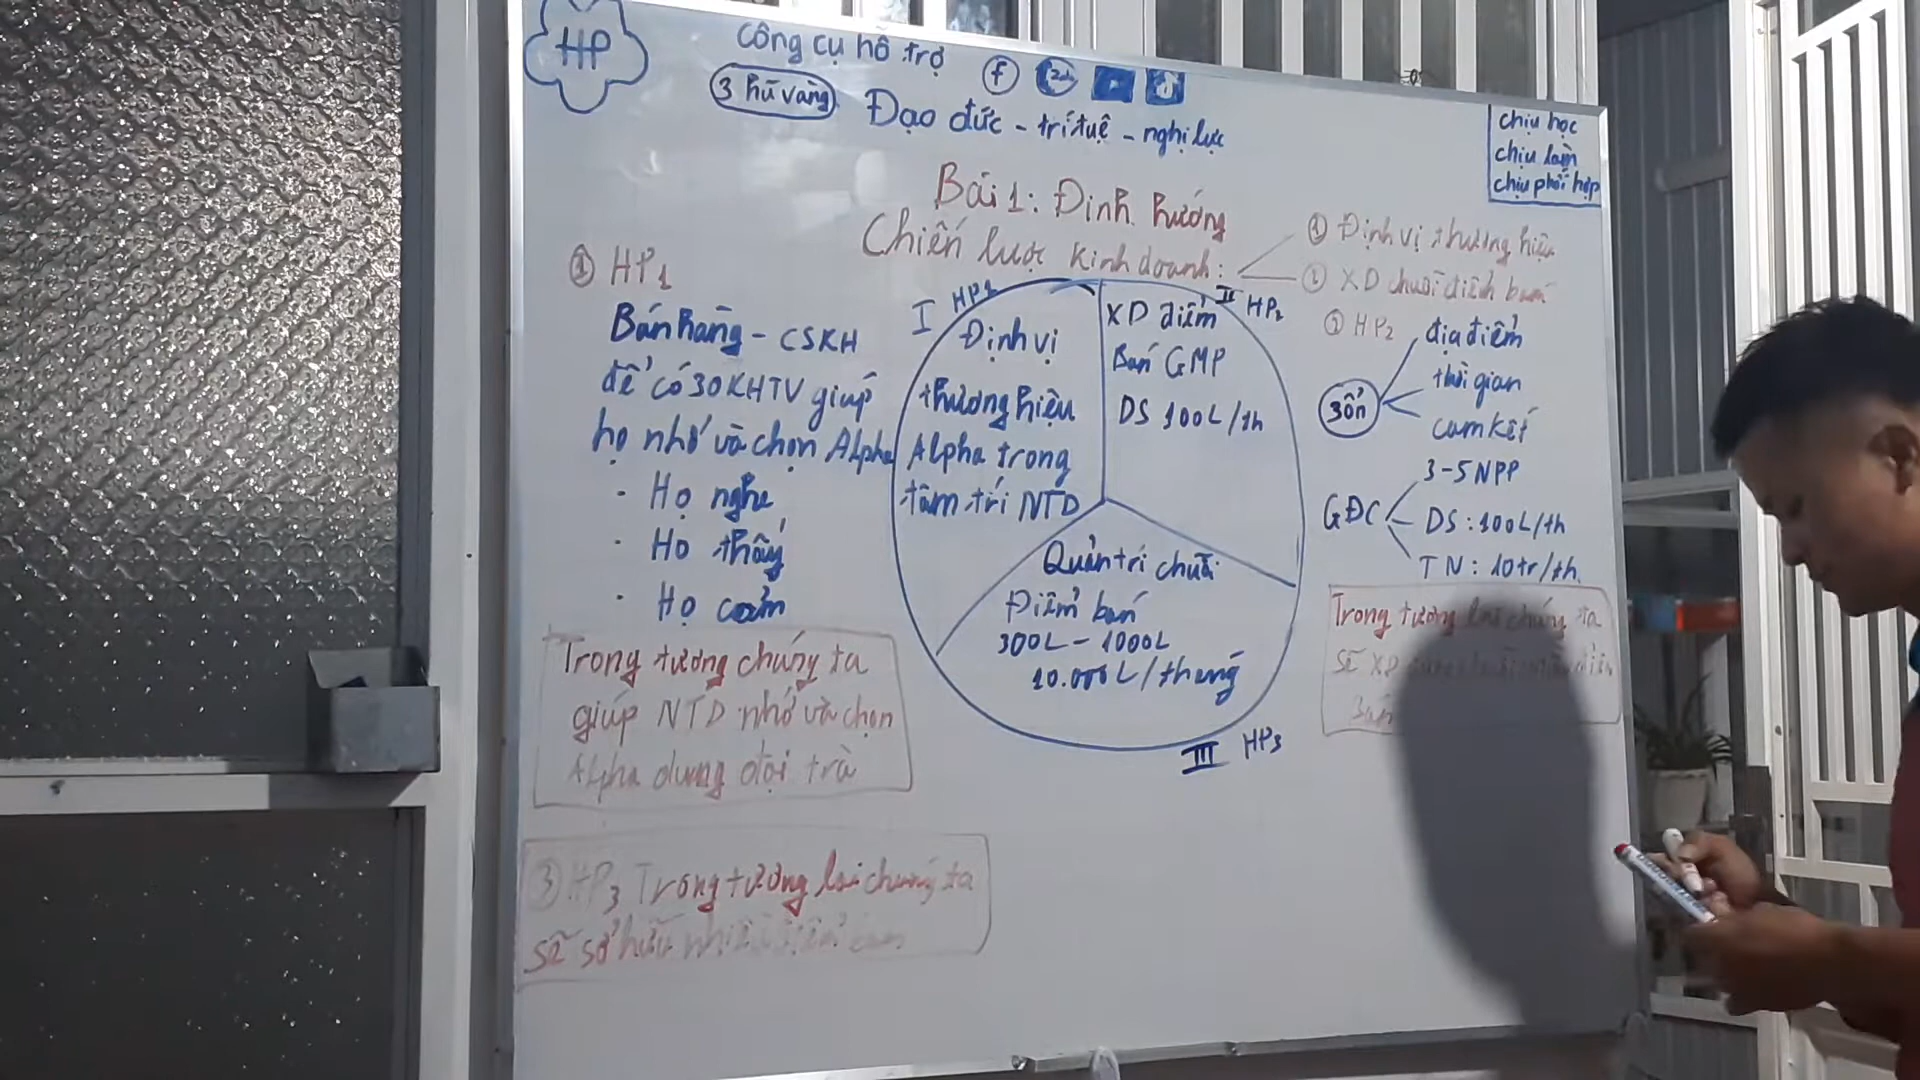 HP
Công cụ hỗ trợ
f
3 hũ vàng
Đạo đức - trí tuệ - nghị lực
chịu học
chịu làm
chịu phối hợp
Bài 1: Định hướng
Chiến lược kinh doanh:
① Định vị thương hiệu
② XD chuỗi điểm bán
① HP1
Bán hàng - CSKH
để có 30KHTV giúp
họ nhớ và chọn Alpha
- Họ nghe
- Họ thấy
- Họ cảm
Trong tương chúng ta
giúp NTD nhớ và chọn
Alpha dùng đại trà
I HP1
Định vị
thương hiệu
Alpha trong
tâm trí NTD
II HP2
XD điểm
Bán GMP
DS 100L/th
Quản trị chuỗi
Điểm bán
300L - 1000L
10.000L/tháng
III HP3
HP2
3 ổn
địa điểm
thời gian
cam kết
GĐC
3-5 NPP
DS: 100L/th
TN: 10tr/th
Trong tương lai chúng ta
sẽ XD
Bán
③ HP3 Trong tương lai chúng ta
sẽ sở hữu